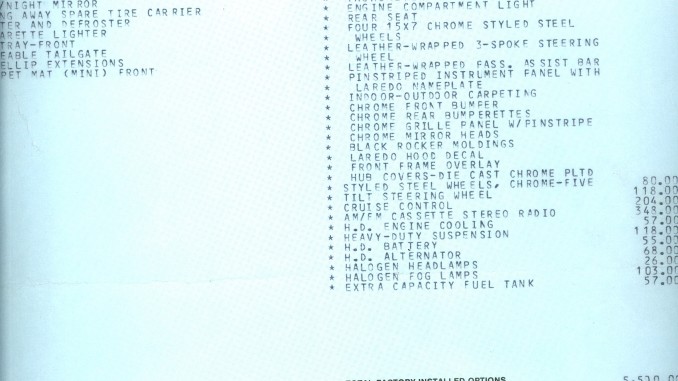 /NIGHT MIRROR
NG AWAY SPARE TIRE CARRIER
TER AND DEFROSTER
ARETTE LIGHTER
TRAY-FRONT
EABLE TAILGATE
ELLIP EXTENSIONS
PET MAT (MINI) FRONT
ENGINE COMPARTMENT LIGHT
* REAR SEAT
* FOUR 15X7 CHROME STYLED STEEL
WHEELS
* LEATHER-WRAPPED 3-SPOKE STEERING
WHEEL
* LEATHER-WRAPPED PASS. ASSIST BAR
* PINSTRIPED INSTRUMENT PANEL WITH
LAREDO NAMEPLATE
* INDOOR-OUTDOOR CARPETING
* CHROME FRONT BUMPER
* CHROME REAR BUMPERETTES
* CHROME GRILLE PANEL W/PINSTRIPE
* CHROME MIRROR HEADS
* BLACK ROCKER MOLDINGS
* LAREDO HOOD DECAL
* FRONT FRAME OVERLAY
* HUB COVERS-DIE CAST CHROME PLTD
* STYLED STEEL WHEELS, CHROME-FIVE 80.00
* TILT STEERING WHEEL 118.00
* CRUISE CONTROL 204.00
* AM/FM CASSETTE STEREO RADIO 348.00
* H.D. ENGINE COOLING 57.00
* HEAVY-DUTY SUSPENSION 118.00
* H.D. BATTERY 55.00
* H.D. ALTERNATOR 68.00
* HALOGEN HEADLAMPS 26.00
* HALOGEN FOG LAMPS 103.00
* EXTRA CAPACITY FUEL TANK 57.00
TOTAL FACTORY INSTALLED OPTIONS